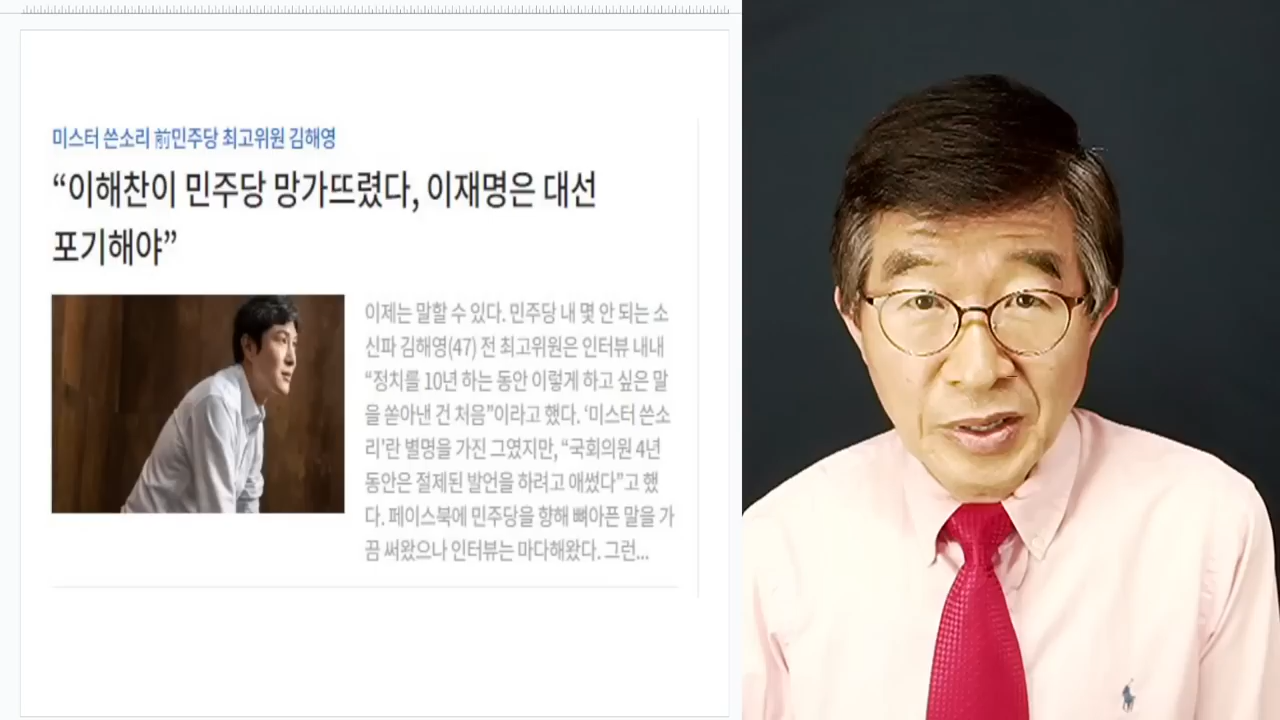 미스터 쓴소리 前민주당 최고위원 김해영
“이해찬이 민주당 망가뜨렸다, 이재명은 대선
포기해야”
이제는 말할 수 있다. 민주당 내 몇 안 되는 소
신파 김해영(47) 전 최고위원은 인터뷰 내내
“정치를 10년 하는 동안 이렇게 하고 싶은 말
을 쏟아낸 건 처음”이라고 했다. ‘미스터 쓴소
리’란 별명을 가진 그였지만, “국회의원 4년
동안은 절제된 발언을 하려고 애썼다”고 했
다. 페이스북에 민주당을 향해 뼈아픈 말을 가
끔 써왔으나 인터뷰는 마다해왔다. 그런...